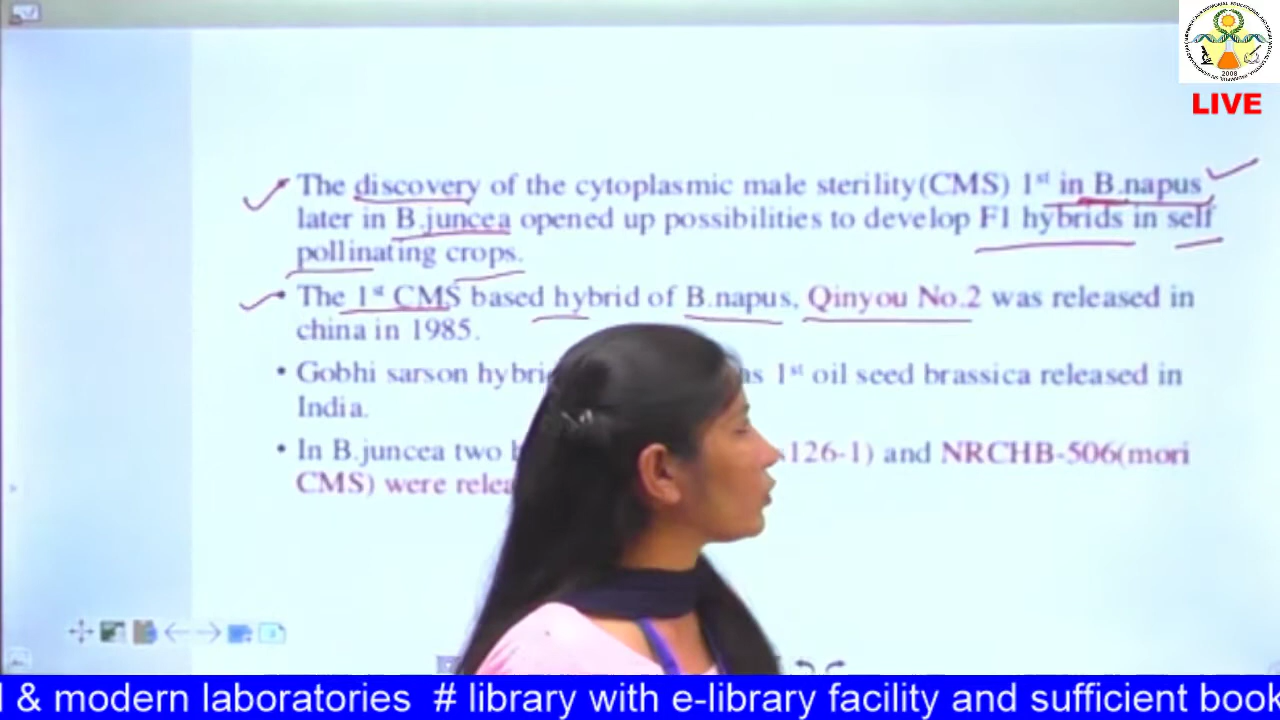 LIVE
2008
The discovery of the cytoplasmic male sterility(CMS) 1st in B.napus
later in B.juncea opened up possibilities to develop F1 hybrids in self
pollinating crops.
• The 1st CMS based hybrid of B.napus, Qinyou No.2 was released in
china in 1985.
• Gobhi sarson 1st oil seed brassica released in
India.
• In B.juncea two 126-1) and NRCHB-506(mori
CMS) were
& modern laboratories # library with e-library facility and sufficient book